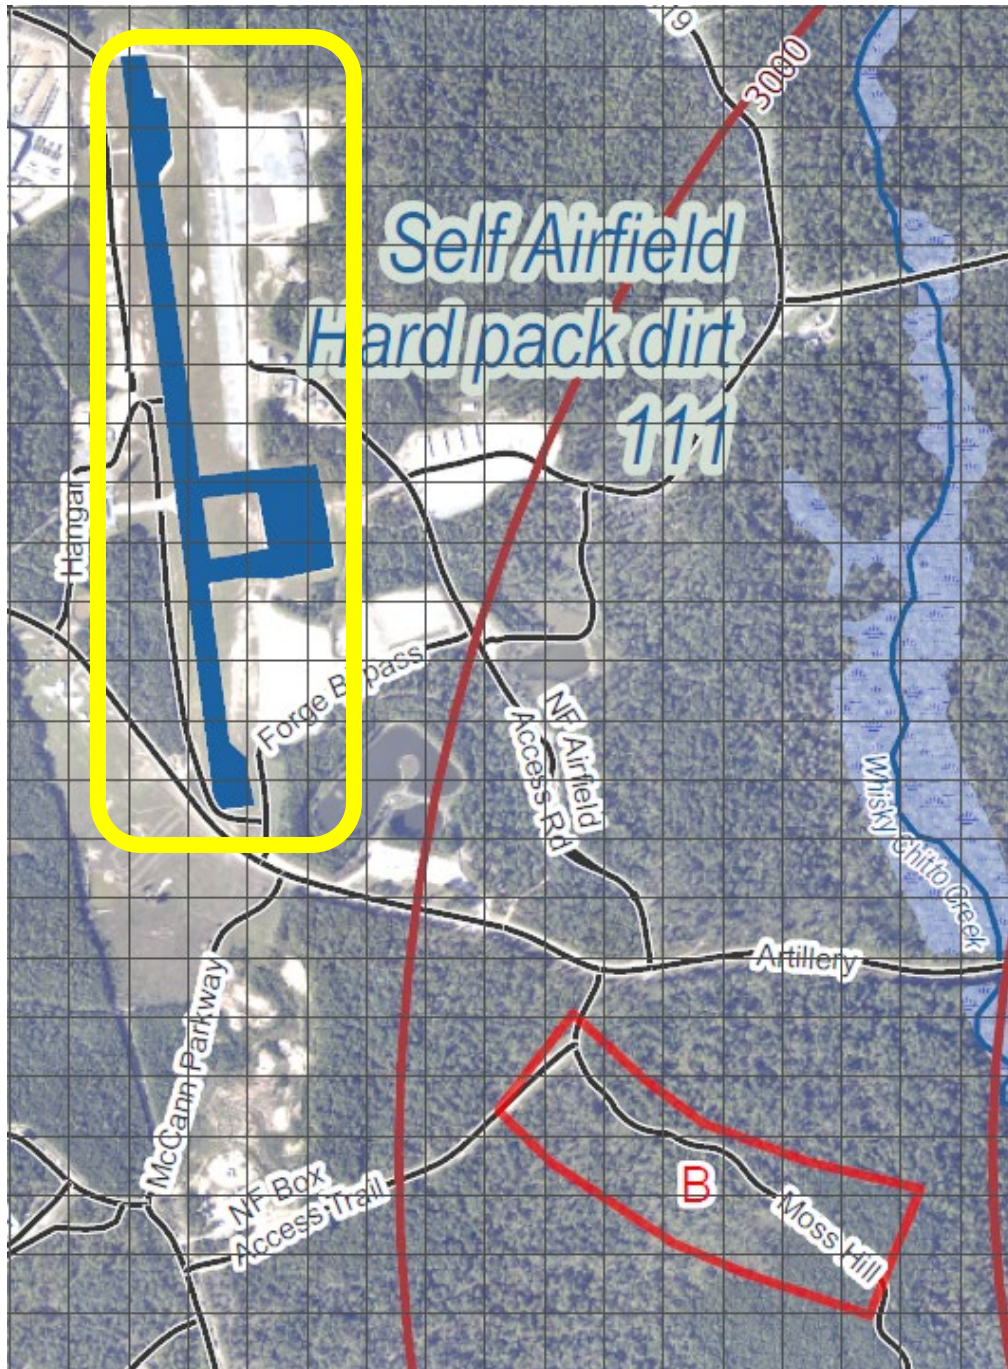 3000
Self Airfield
Hard pack dirt
111
Hangar
Forge Bypass
NF Airfield
Access Rd
Whisky Chitto Creek
Artillery
McCann Parkway
B
NF Box
Access Trail
Moss Hill